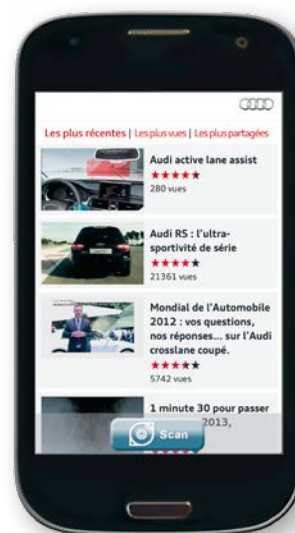 Les plus récentes | Les plus vues | Les plus partagées
Audi active lane assist
280 vues
Audi RS : l'ultra-
sportivité de série
21361 vues
Mondial de l'Automobile
2012 : vos questions,
nos réponses... sur l'Audi
crosslane coupé.
5742 vues
1 minute 30 pour passer
2013,
Scan